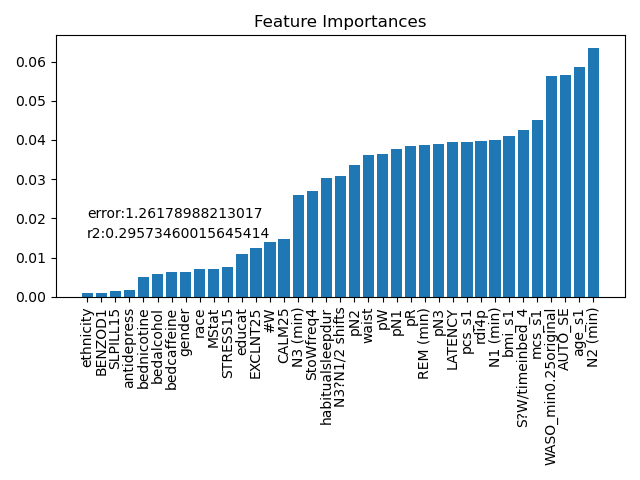 Feature Importances
0.06
0.05
0.04
0.03
0.02
0.01
0.00
error:1.26178988213017
r2:0.29573460015645414
ethnicity
BENZOD1
SLPILL15
antidepress
bednicotine
bedalcohol
bedcaffeine
gender
race
MStat
STRESS15
educat
EXCLNT25
#W
CALM25
N3 (min)
StoWfreq4
habitualsleepdur
N3?N1/2 shifts
pN2
waist
pW
pN1
pR
REM (min)
pN3
LATENCY
pcs_s1
rdi4p
N1 (min)
bmi_s1
S?W/timeinbed_4
mcs_s1
WASO_min0.25original
AUTO_SE
age_s1
N2 (min)